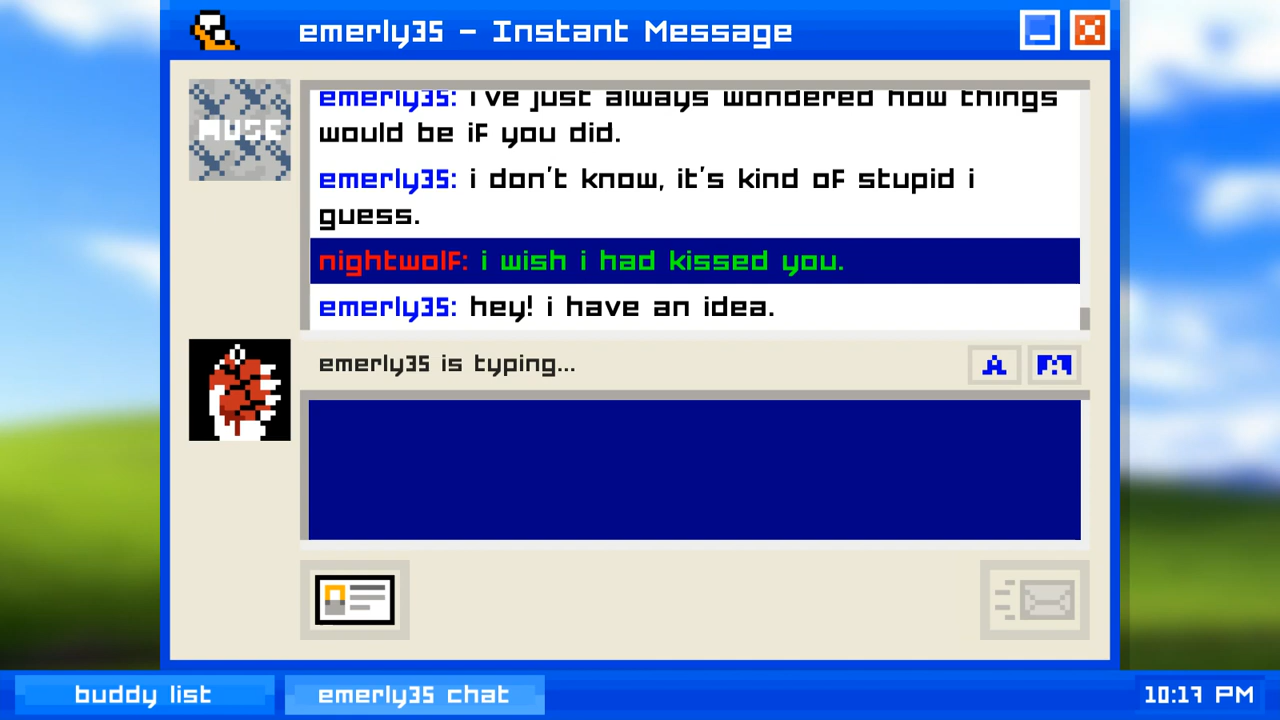 emerly35 - Instant Message
MUSE
emerly35: i've just always wondered how things
would be if you did.
emerly35: i don't know, it's kind of stupid i
guess.
nightwolf: i wish i had kissed you.
emerly35: hey! i have an idea.
emerly35 is typing...
A
buddy list
emerly35 chat
10:17 PM